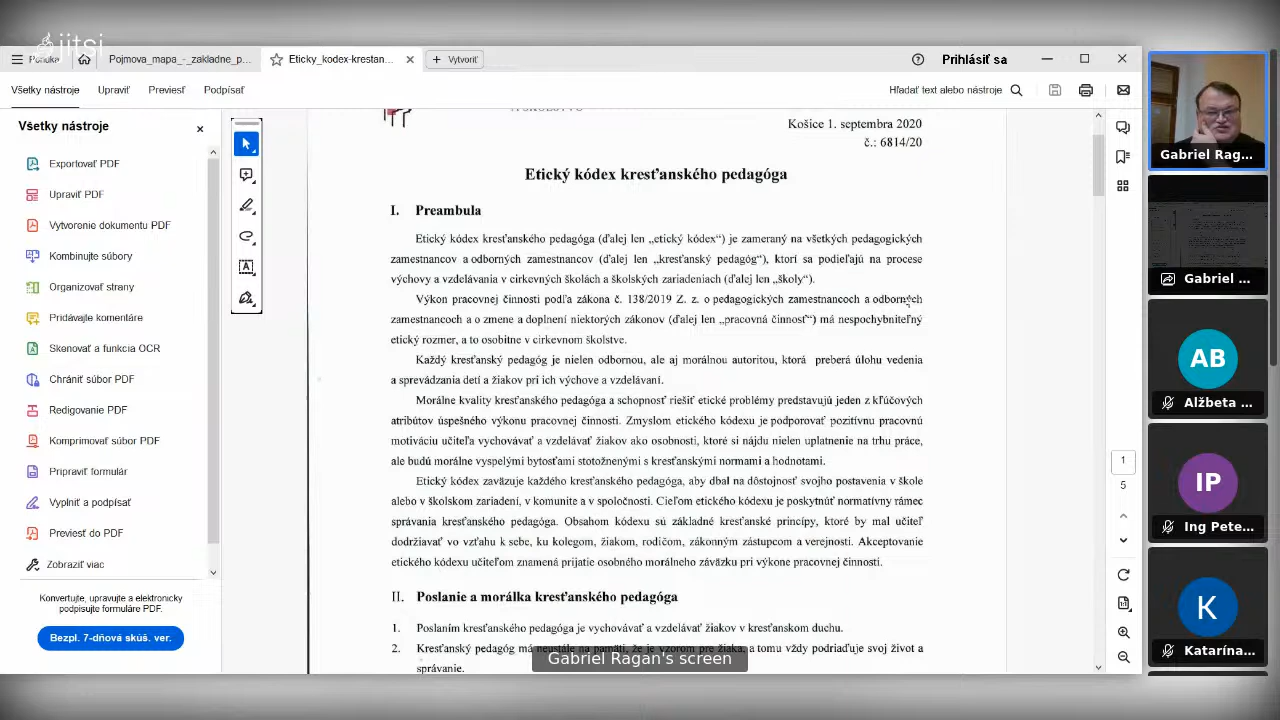 jitsi
Ponuka
Pojmova_mapa_-_zakladne_p...
Eticky_kodex-krestan...
Vytvoriť
Prihlásiť sa
Všetky nástroje
Upraviť
Previesť
Podpísať
Hľadať text alebo nástroje
Všetky nástroje
Exportovať PDF
Upraviť PDF
Vytvorenie dokumentu PDF
Kombinujte súbory
Organizovať strany
Pridávajte komentáre
Skenovať a funkcia OCR
Chrániť súbor PDF
Redigovanie PDF
Komprimovať súbor PDF
Pripraviť formulár
Vyplniť a podpísať
Previesť do PDF
Zobraziť viac
Konvertujte, upravujte a elektronicky
podpisujte formuláre PDF.
Bezpl. 7-dňová skúš. ver.
Košice 1. septembra 2020
č.: 6814/20
Etický kódex kresťanského pedagóga
I. Preambula
Etický kódex kresťanského pedagóga (ďalej len „etický kódex“) je zameraný na všetkých pedagogických
zamestnancov a odborných zamestnancov (ďalej len „kresťanský pedagóg“), ktorí sa podieľajú na procese
výchovy a vzdelávania v cirkevných školách a školských zariadeniach (ďalej len „školy“).
Výkon pracovnej činnosti podľa zákona č. 138/2019 Z. z. o pedagogických zamestnancoch a odborných
zamestnancoch a o zmene a doplnení niektorých zákonov (ďalej len „pracovná činnosť“) má nespochybniteľný
etický rozmer, a to osobitne v cirkevnom školstve.
Každý kresťanský pedagóg je nielen odbornou, ale aj morálnou autoritou, ktorá preberá úlohu vedenia
a sprevádzania detí a žiakov pri ich výchove a vzdelávaní.
Morálne kvality kresťanského pedagóga a schopnosť riešiť etické problémy predstavujú jeden z kľúčových
atribútov úspešného výkonu pracovnej činnosti. Zmyslom etického kódexu je podporovať pozitívnu pracovnú
motiváciu učiteľa vychovávať a vzdelávať žiakov ako osobnosti, ktoré si nájdu nielen uplatnenie na trhu práce,
ale budú morálne vyspelými bytosťami stotožnenými s kresťanskými normami a hodnotami.
Etický kódex zaväzuje každého kresťanského pedagóga, aby dbal na dôstojnosť svojho postavenia v škole
alebo v školskom zariadení, v komunite a v spoločnosti. Cieľom etického kódexu je poskytnúť normatívny rámec
správania kresťanského pedagóga. Obsahom kódexu sú základné kresťanské princípy, ktoré by mal učiteľ
dodržiavať vo vzťahu k sebe, ku kolegom, žiakom, rodičom, zákonným zástupcom a verejnosti. Akceptovanie
etického kódexu učiteľom znamená prijatie osobného morálneho záväzku pri výkone pracovnej činnosti.
II. Poslanie a morálka kresťanského pedagóga
1. Poslaním kresťanského pedagóga je vychovávať a vzdelávať žiakov v kresťanskom duchu.
2. Kresťanský pedagóg má neustále na pamäti, že je vzorom pre žiaka, a tomu vždy podriaďuje svoj život a
správanie.
Gabriel Ragan's screen
1
5
Gabriel Rag...
Gabriel ...
AB
Alžbeta ...
IP
Ing Pete...
K
Katarína...